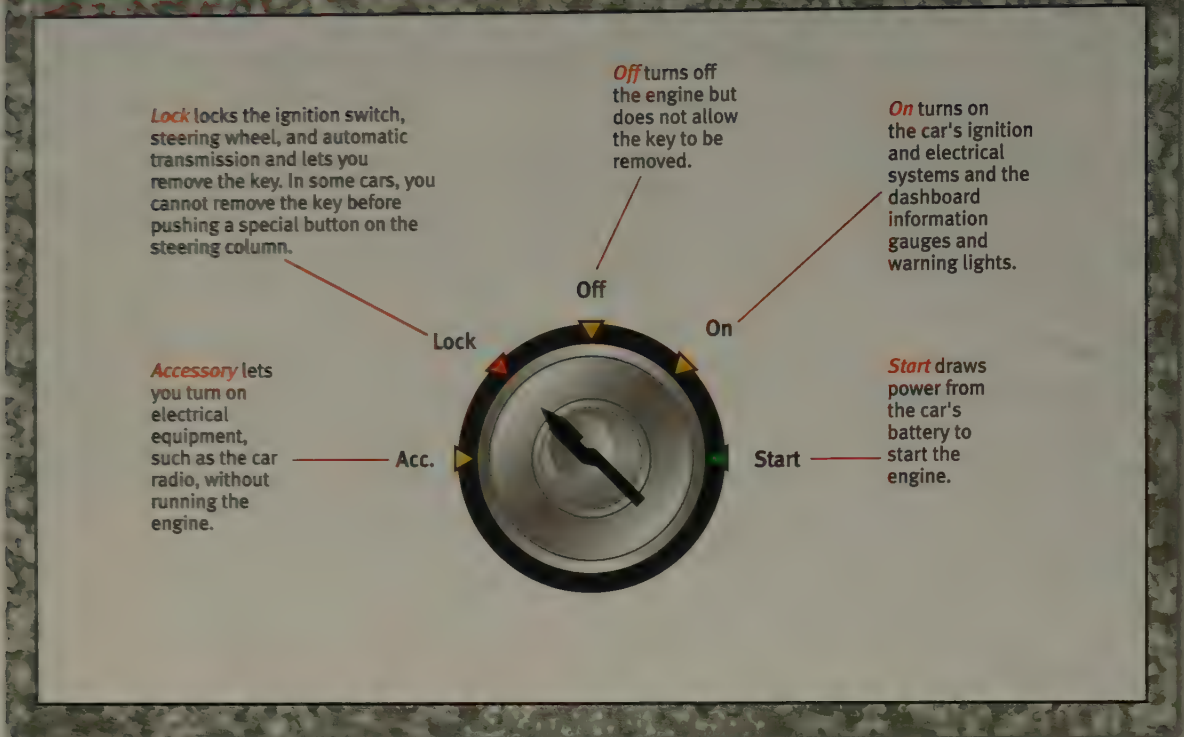 Lock locks the ignition switch,
steering wheel, and automatic
transmission and lets you
remove the key. In some cars, you
cannot remove the key before
pushing a special button on the
steering column.
Off turns off
the engine but
does not allow
the key to be
removed.
On turns on
the car's ignition
and electrical
systems and the
dashboard
information
gauges and
warning lights.
Off
On
Lock
Accessory lets
you turn on
electrical
equipment,
such as the car
radio, without
running the
engine.
Acc.
Start
Start draws
power from
the car's
battery to
start the
engine.